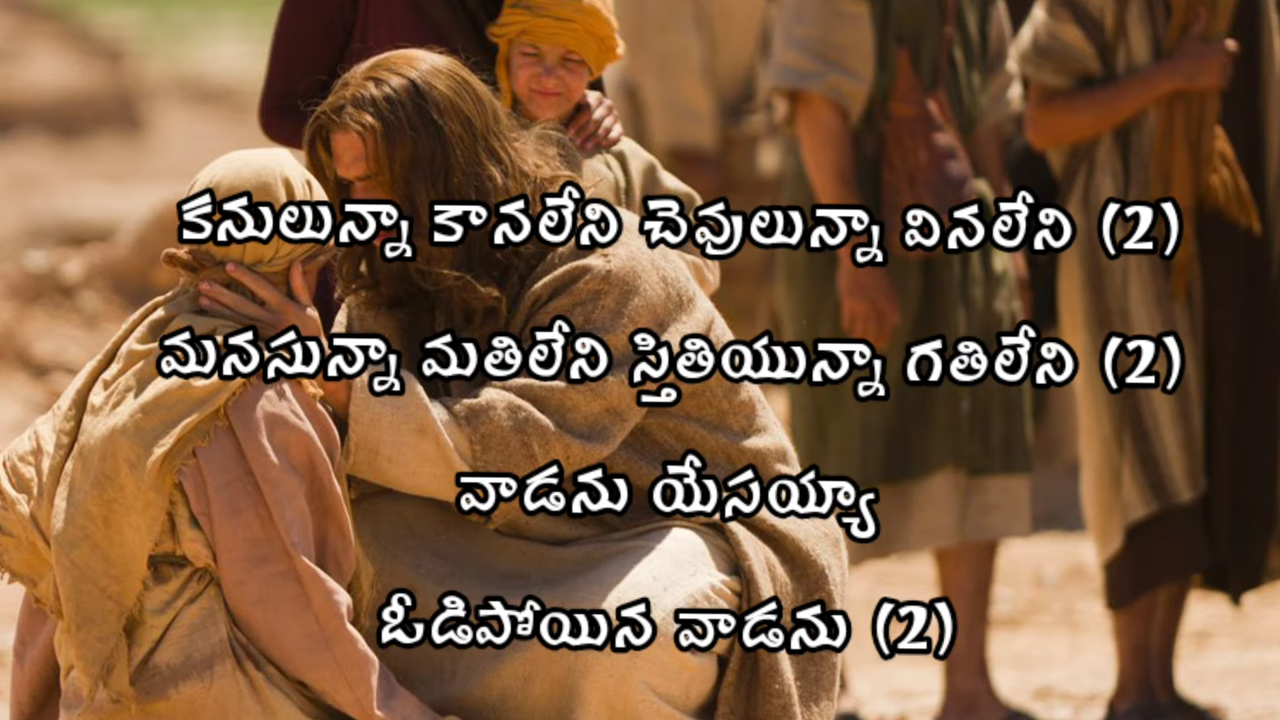 కనులున్నా కానలేని చెవులున్నా వినలేని (2)
మనసున్నా మతిలేని స్తితియున్నా గతిలేని (2)
వాడను యేసయ్యా
ఓడిపోయిన వాడను (2)